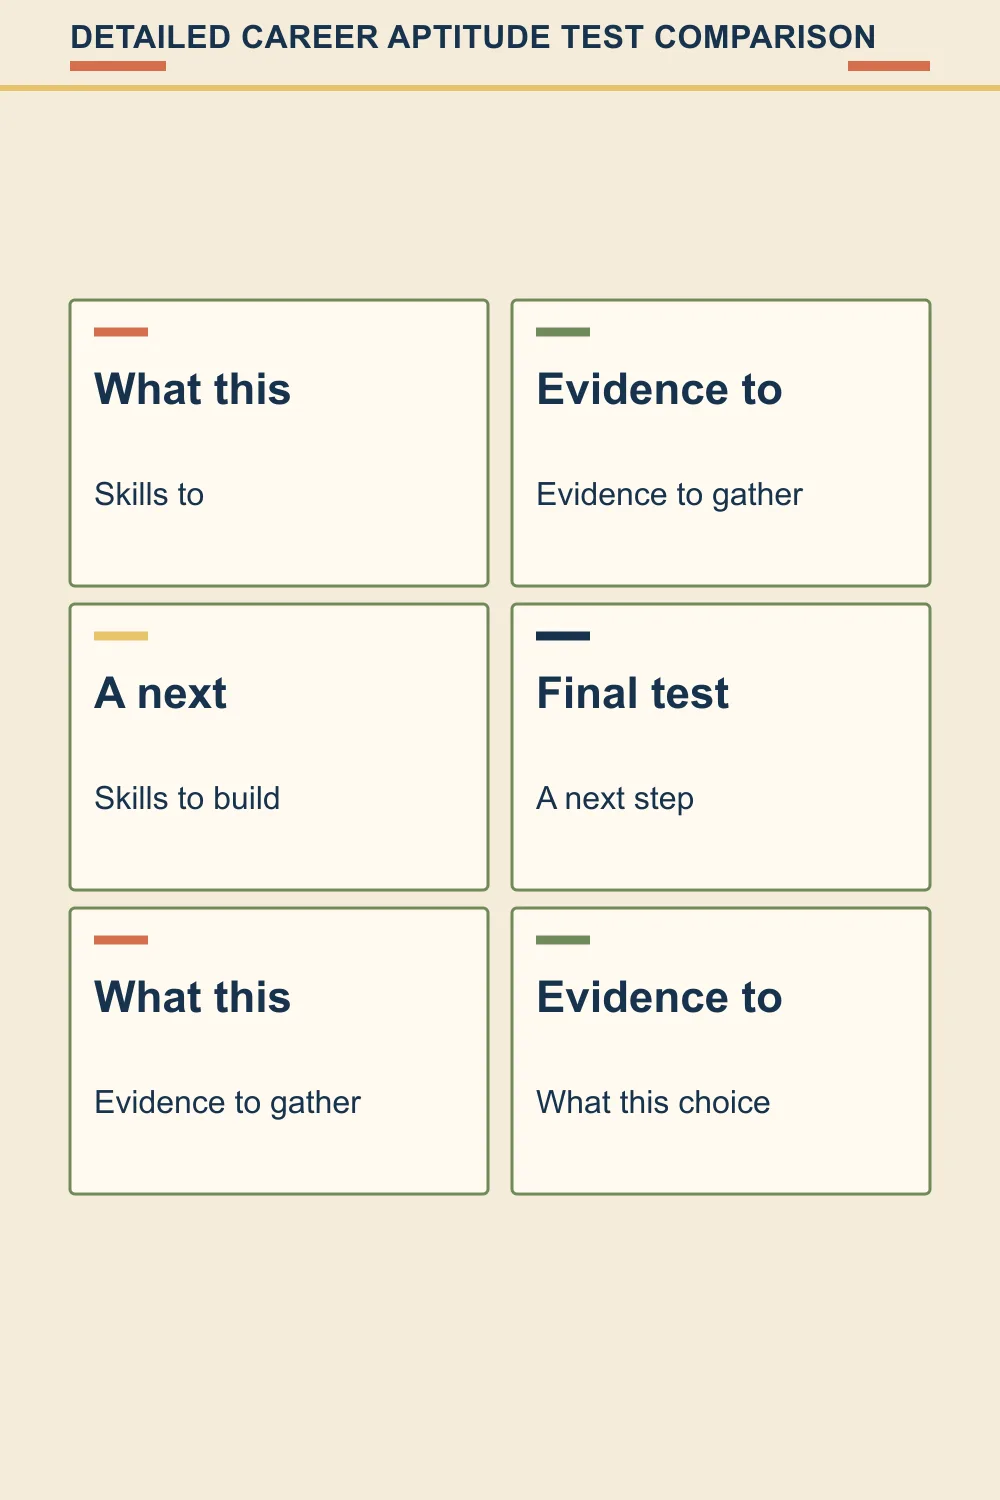 DETAILED CAREER APTITUDE TEST COMPARISON
What this
Skills to
Evidence to
Evidence to gather
A next
Skills to build
Final test
A next step
What this
Evidence to gather
Evidence to
What this choice